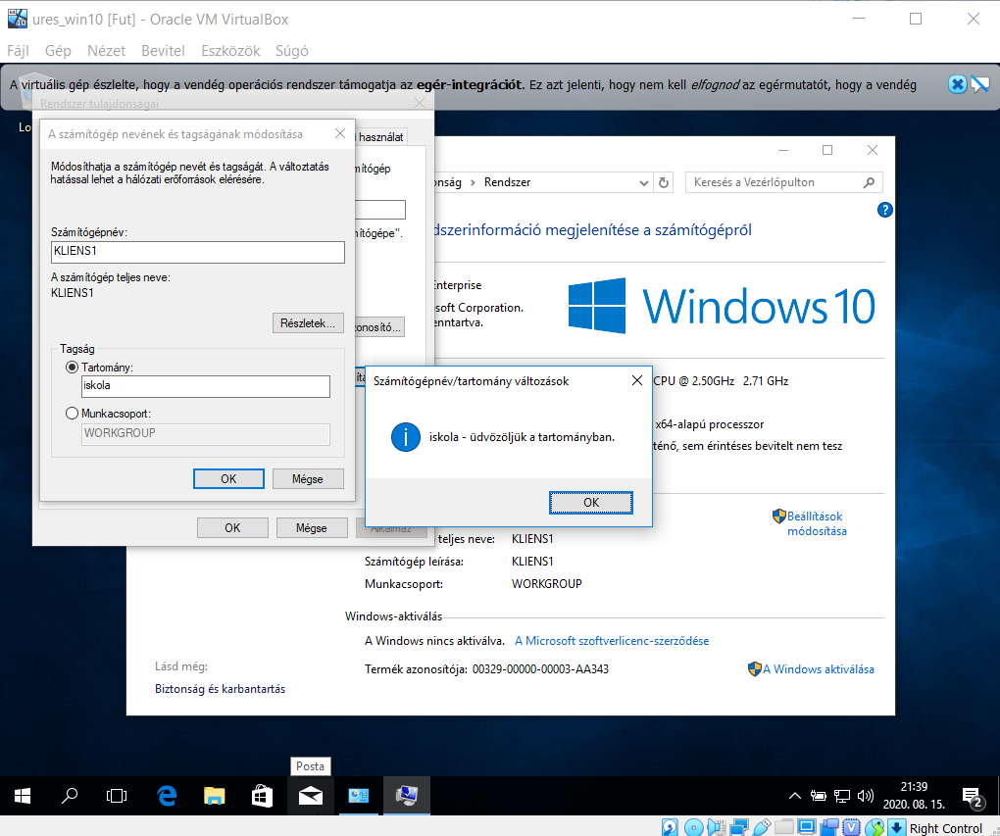 ures_win10 [Fut] - Oracle VM VirtualBox
Fájl Gép Nézet Bevitel Eszközök Súgó
A virtuális gép észlelte, hogy a vendég operációs rendszer támogatja az egér-integrációt. Ez azt jelenti, hogy nem kell elfognod az egérmutatót, hogy a vendég
Rendszer tulajdonságai
Lo
A számítógép nevének és tagságának módosítása
i használat
Módosíthatja a számítógép nevét és tagságát. A változtatás
hatással lehet a hálózati erőforrások elérésére.
mítógép
nság > Rendszer
Keresés a Vezérlőpulton
Számítógépnév:
KLIENS1
mítógépe".
dszerinformáció megjelenítése a számítógépről
A számítógép teljes neve:
KLIENS1
Enterprise
soft Corporation.
enntartva.
Windows 10
Részletek...
onosító...
Tagság
Tartomány:
iskola
Munkacsoport:
WORKGROUP
OK Mégse
OK Mégse Alkalmaz
Számítógépnév/tartomány változások
iskola - üdvözöljük a tartományban.
OK
CPU @ 2.50GHz 2.71 GHz
x64-alapú processzor
ténő, sem érintéses bevitelt nem tesz
Beállítások
módosítása
teljes neve: KLIENS1
Számítógép leírása: KLIENS1
Munkacsoport: WORKGROUP
Windows-aktiválás
A Windows nincs aktiválva. A Microsoft szoftverlicenc-szerződése
Termék azonosítója: 00329-00000-00003-AA343
A Windows aktiválása
Lásd még:
Biztonság és karbantartás
Posta
21:39
2020. 08. 15.
2
Right Control